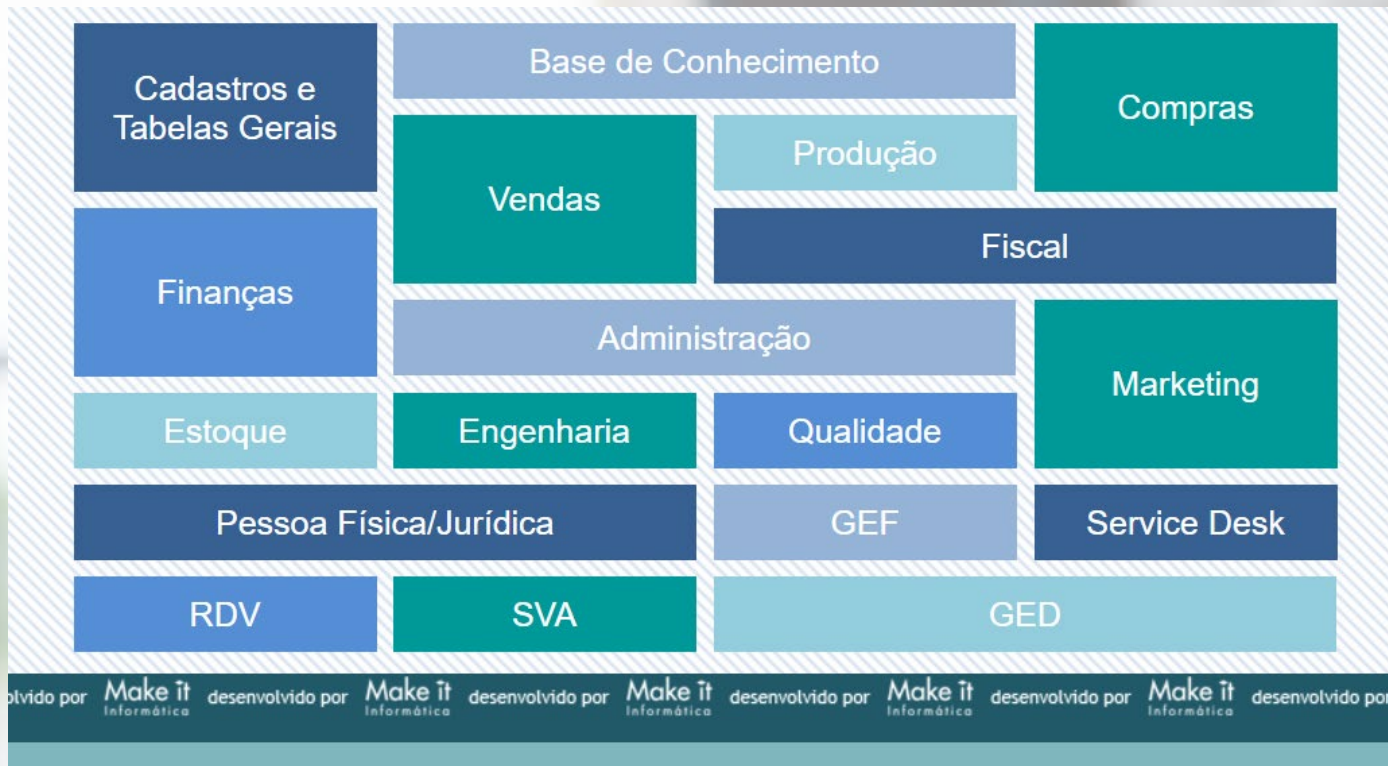 Cadastros e
Tabelas Gerais
Base de Conhecimento
Compras
Vendas
Produção
Finanças
Fiscal
Administração
Marketing
Estoque
Engenharia
Qualidade
Pessoa Física/Jurídica
GEF
Service Desk
RDV
SVA
GED
olvido por Make it Informática desenvolvido por Make it Informática desenvolvido por Make it Informática desenvolvido por Make it Informática desenvolvido por Make it Informática desenvolvido por